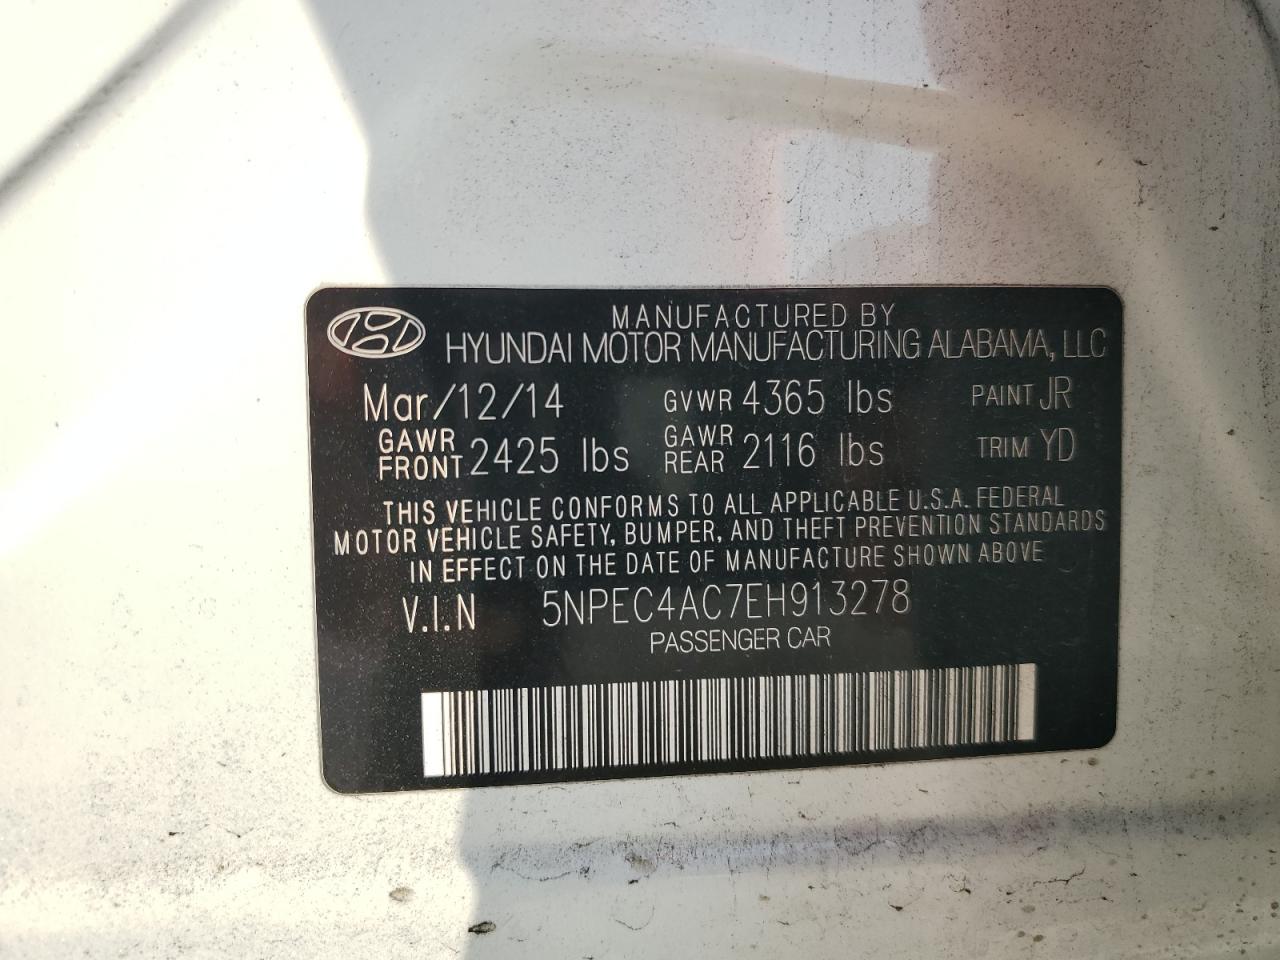 MANUFACTURED BY
HYUNDAI MOTOR MANUFACTURING ALABAMA, LLC
Mar/12/14 GVWR 4365 lbs PAINT JR
GAWR FRONT 2425 lbs GAWR REAR 2116 lbs TRIM YD
THIS VEHICLE CONFORMS TO ALL APPLICABLE U.S.A. FEDERAL
MOTOR VEHICLE SAFETY, BUMPER, AND THEFT PREVENTION STANDARDS
IN EFFECT ON THE DATE OF MANUFACTURE SHOWN ABOVE
V.I.N 5NPEC4AC7EH913278
PASSENGER CAR